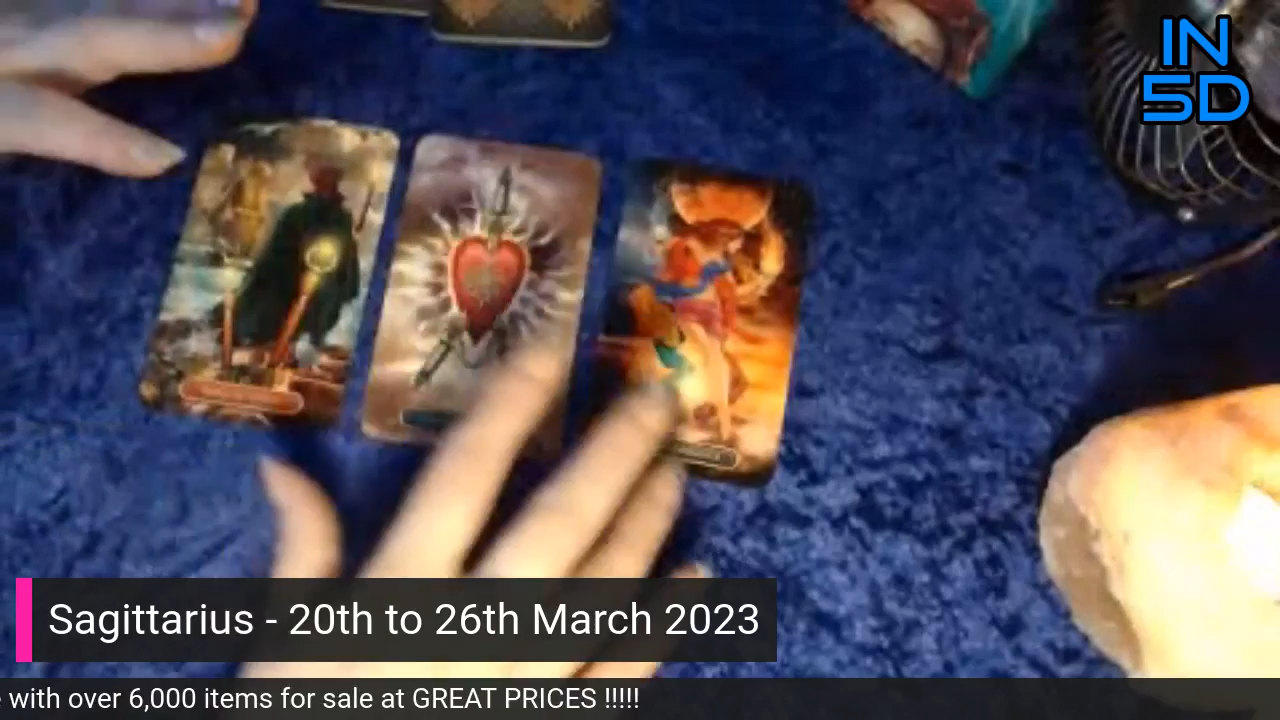 IN
5D
Sagittarius - 20th to 26th March 2023
with over 6,000 items for sale at GREAT PRICES !!!!!